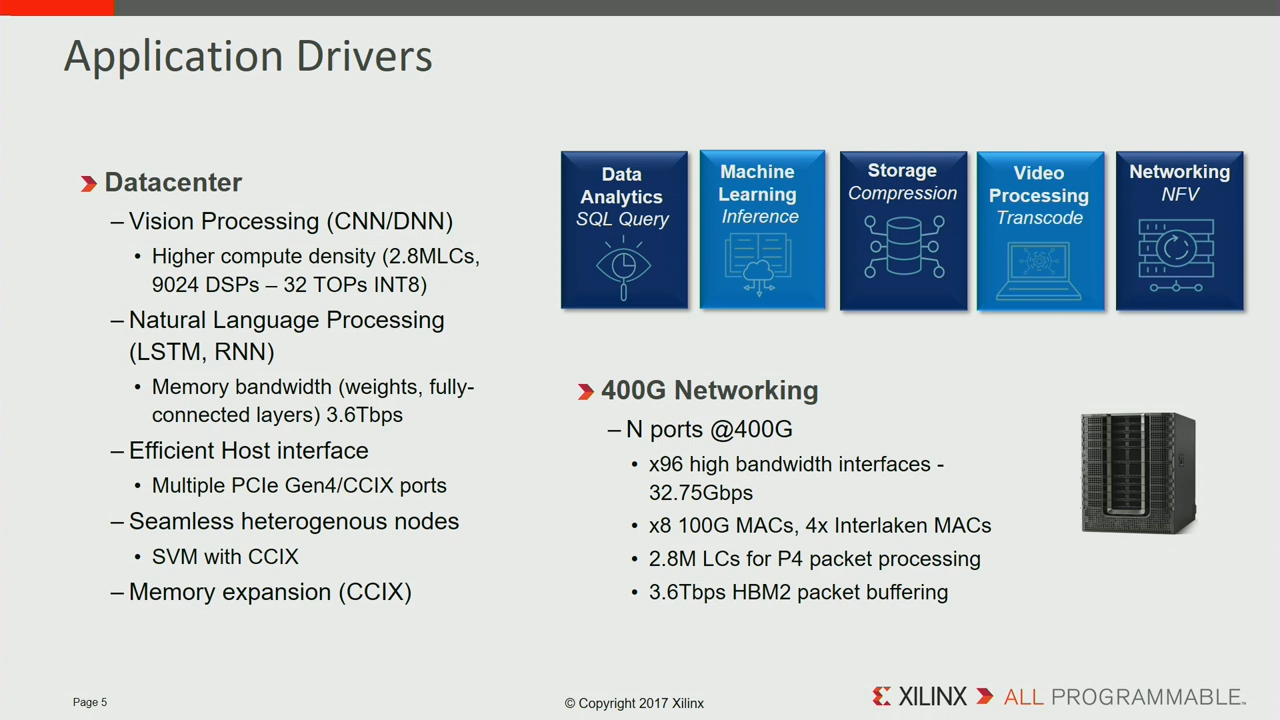 Application Drivers
Datacenter
– Vision Processing (CNN/DNN)
• Higher compute density (2.8MLCs,
9024 DSPs – 32 TOPs INT8)
– Natural Language Processing
(LSTM, RNN)
• Memory bandwidth (weights, fully-
connected layers) 3.6Tbps
– Efficient Host interface
• Multiple PCIe Gen4/CCIX ports
– Seamless heterogenous nodes
• SVM with CCIX
– Memory expansion (CCIX)
Data
Analytics
SQL Query
Machine
Learning
Inference
Storage
Compression
Video
Processing
Transcode
Networking
NFV
400G Networking
– N ports @400G
• x96 high bandwidth interfaces -
32.75Gbps
• x8 100G MACs, 4x Interlaken MACs
• 2.8M LCs for P4 packet processing
• 3.6Tbps HBM2 packet buffering
Page 5
© Copyright 2017 Xilinx
XILINX ALL PROGRAMMABLE™